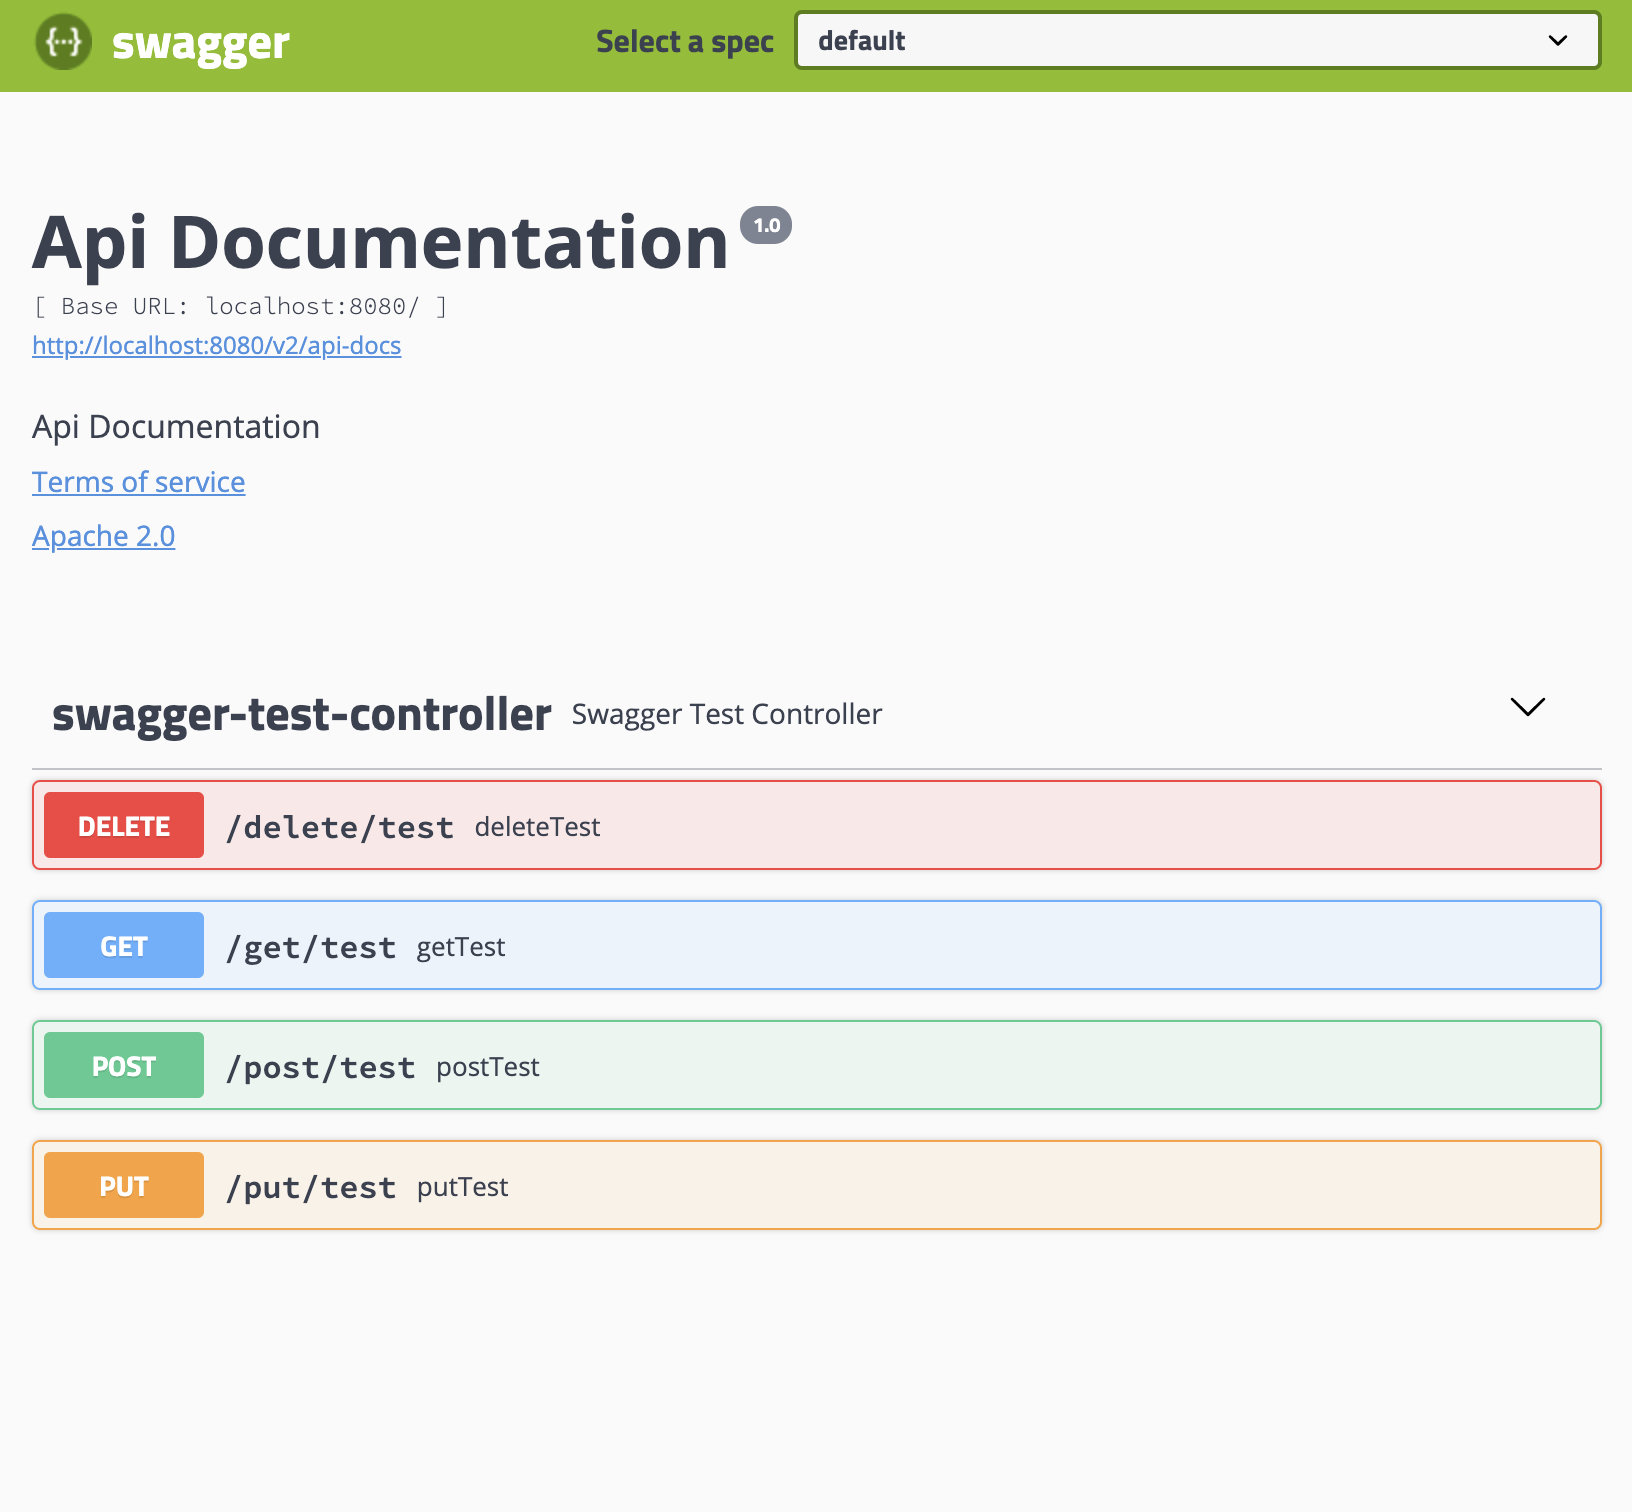 {···} swagger Select a spec default
Api Documentation 1.0
[ Base URL: localhost:8080/ ]
http://localhost:8080/v2/api-docs
Api Documentation
Terms of service
Apache 2.0
swagger-test-controller Swagger Test Controller
DELETE /delete/test deleteTest
GET /get/test getTest
POST /post/test postTest
PUT /put/test putTest